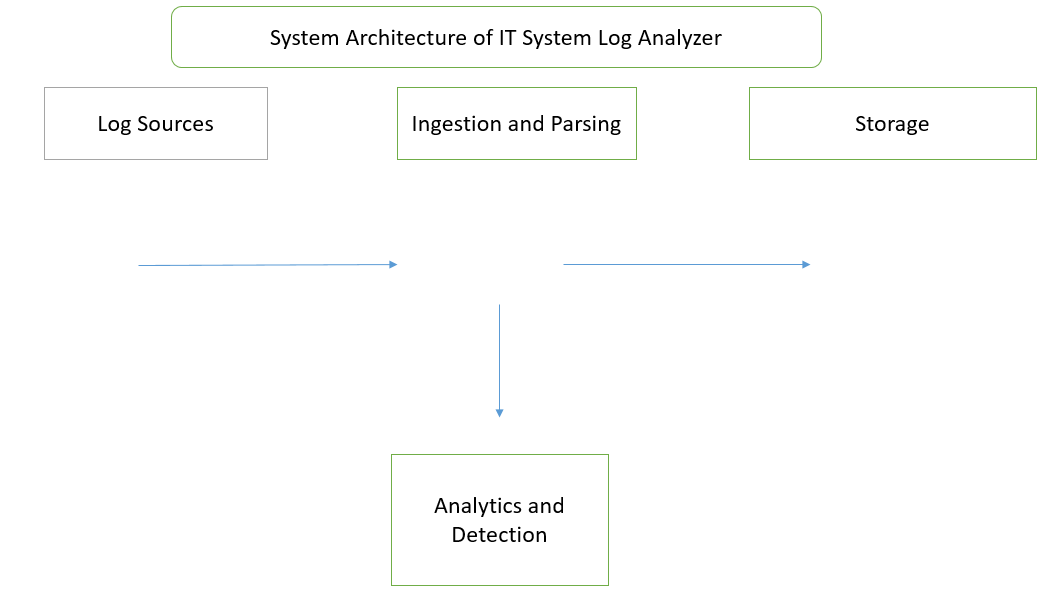 System Architecture of IT System Log Analyzer
Log Sources
Ingestion and Parsing
Storage
Analytics and
Detection